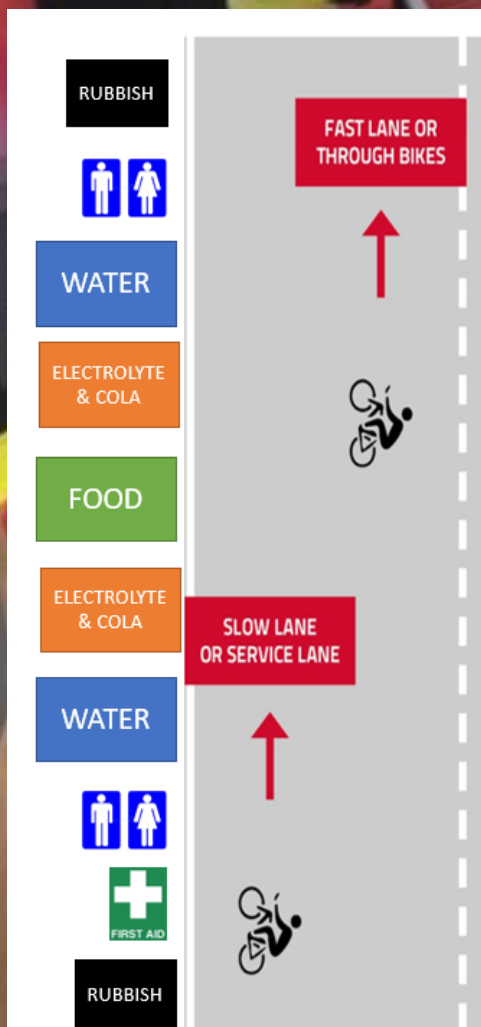 RUBBISH
FAST LANE OR
THROUGH BIKES
WATER
ELECTROLYTE
& COLA
FOOD
ELECTROLYTE
& COLA
SLOW LANE
OR SERVICE LANE
WATER
FIRST AID
RUBBISH